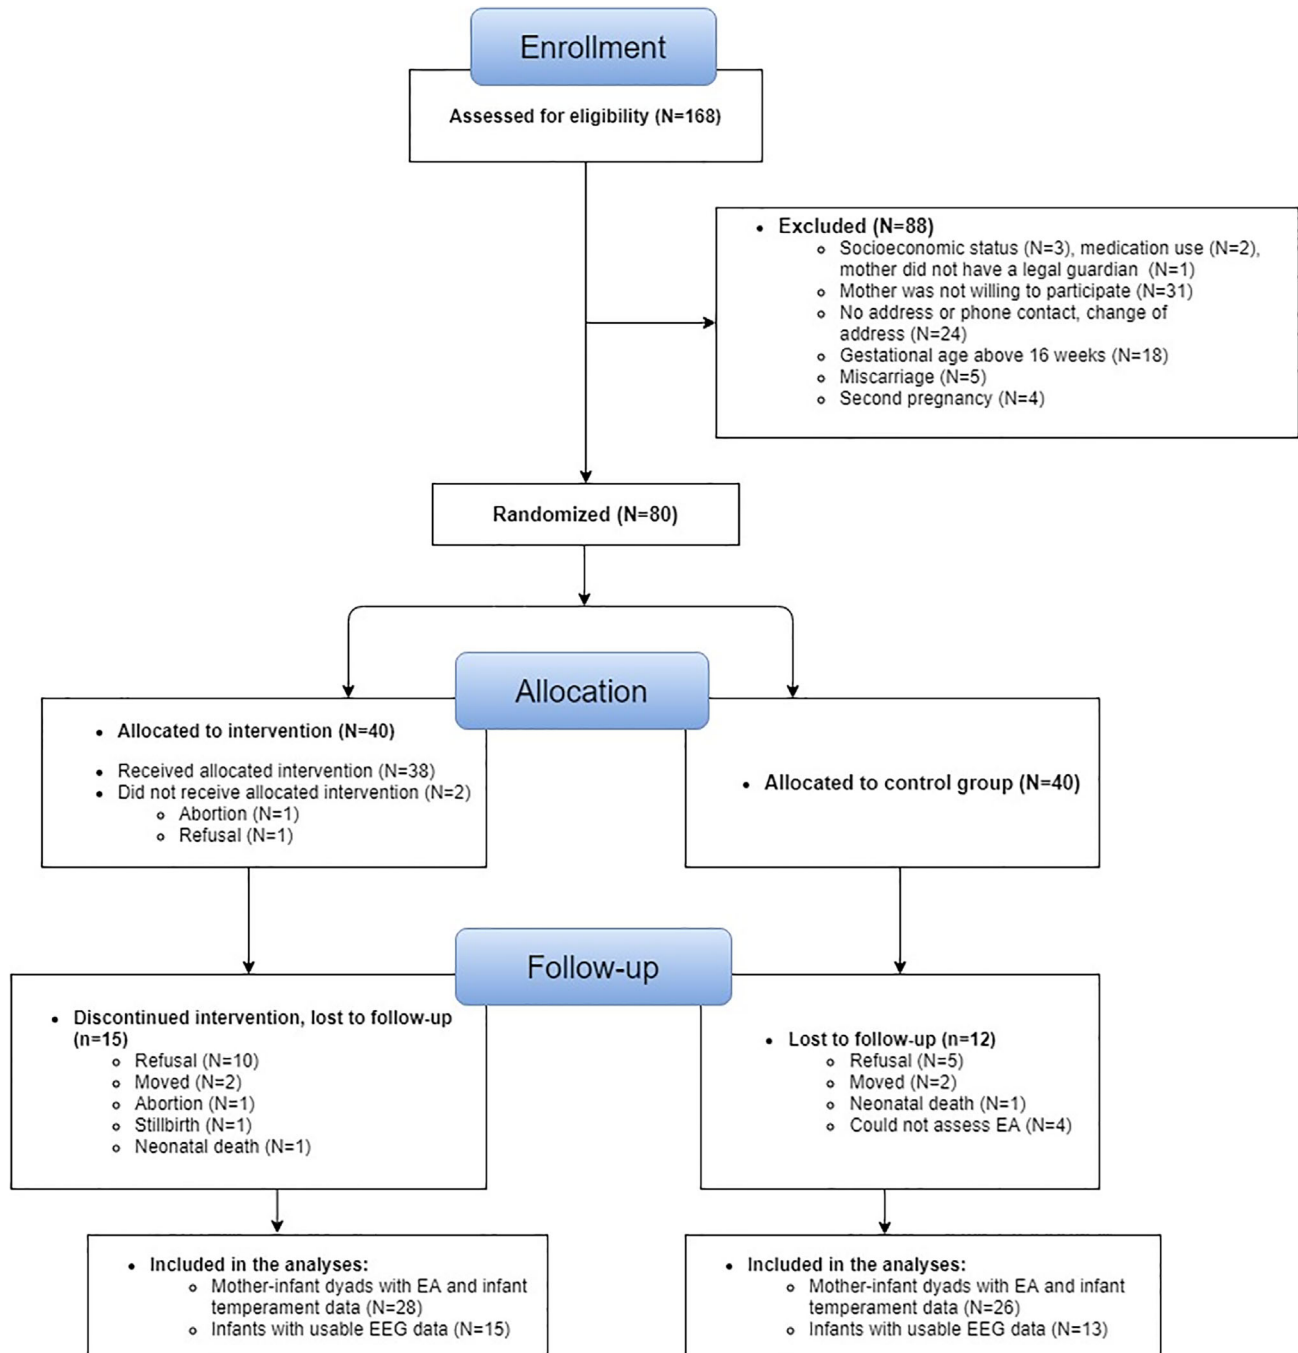 Enrollment
Assessed for eligibility (N=168)
• Excluded (N=88)
○ Socioeconomic status (N=3), medication use (N=2),
mother did not have a legal guardian (N=1)
○ Mother was not willing to participate (N=31)
○ No address or phone contact, change of
address (N=24)
○ Gestational age above 16 weeks (N=18)
○ Miscarriage (N=5)
○ Second pregnancy (N=4)
Randomized (N=80)
Allocation
• Allocated to intervention (N=40)
• Received allocated intervention (N=38)
• Did not receive allocated intervention (N=2)
○ Abortion (N=1)
○ Refusal (N=1)
• Allocated to control group (N=40)
Follow-up
• Discontinued intervention, lost to follow-up
(n=15)
○ Refusal (N=10)
○ Moved (N=2)
○ Abortion (N=1)
○ Stillbirth (N=1)
○ Neonatal death (N=1)
• Lost to follow-up (n=12)
○ Refusal (N=5)
○ Moved (N=2)
○ Neonatal death (N=1)
○ Could not assess EA (N=4)
• Included in the analyses:
○ Mother-infant dyads with EA and infant
temperament data (N=28)
○ Infants with usable EEG data (N=15)
• Included in the analyses:
○ Mother-infant dyads with EA and infant
temperament data (N=26)
○ Infants with usable EEG data (N=13)